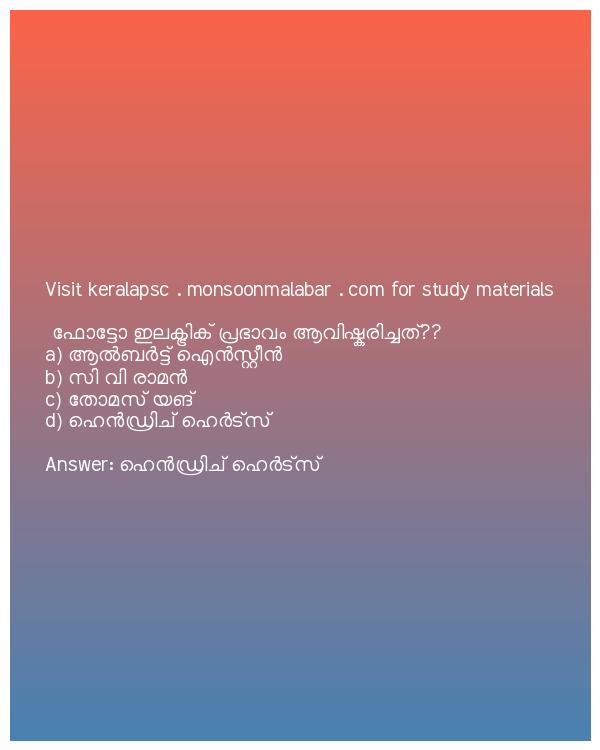 Visit keralapsc . monsoonmalabar . com for study materials
ഫോട്ടോ ഇലക്ട്രിക് പ്രഭാവം ആവിഷ്കരിച്ചത്??
a) ആൽബർട്ട് ഐൻസ്റ്റീൻ
b) സി വി രാമൻ
c) തോമസ് യങ്
d) ഹെൻഡ്രിച് ഹെർട്സ്
Answer: ഹെൻഡ്രിച് ഹെർട്സ്